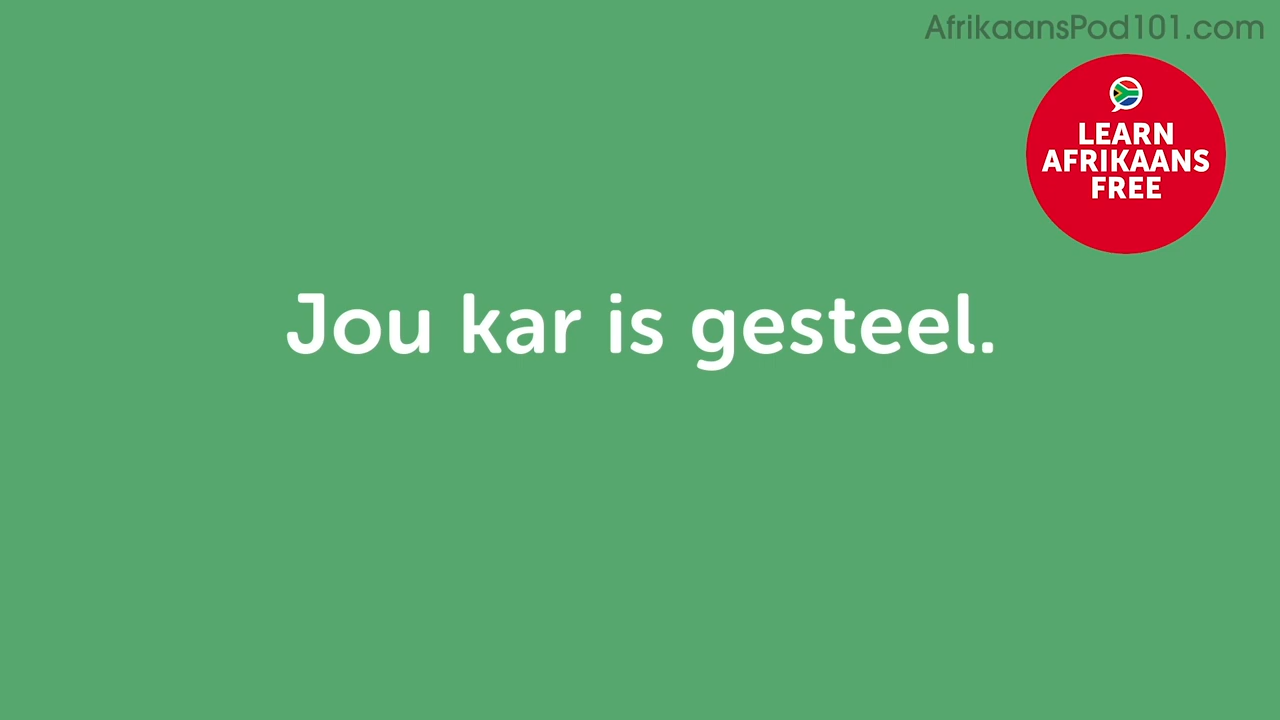 AfrikaansPod101.com
LEARN
AFRIKAANS
FREE
Jou kar is gesteel.